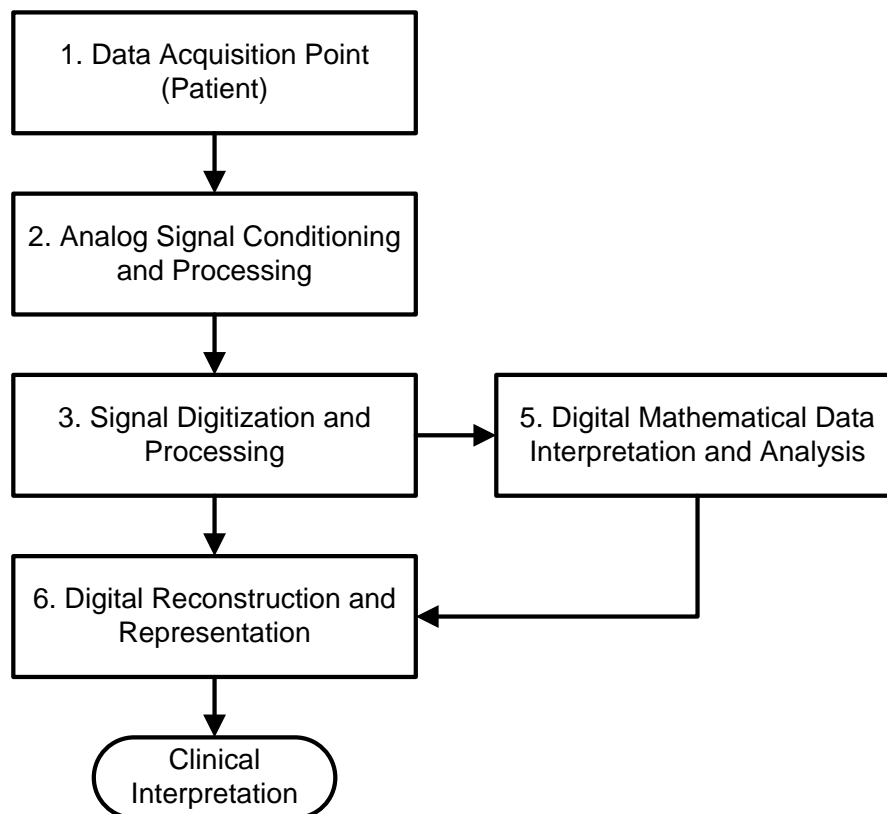 1. Data Acquisition Point
(Patient)
2. Analog Signal Conditioning
and Processing
3. Signal Digitization and
Processing
5. Digital Mathematical Data
Interpretation and Analysis
6. Digital Reconstruction and
Representation
Clinical
Interpretation